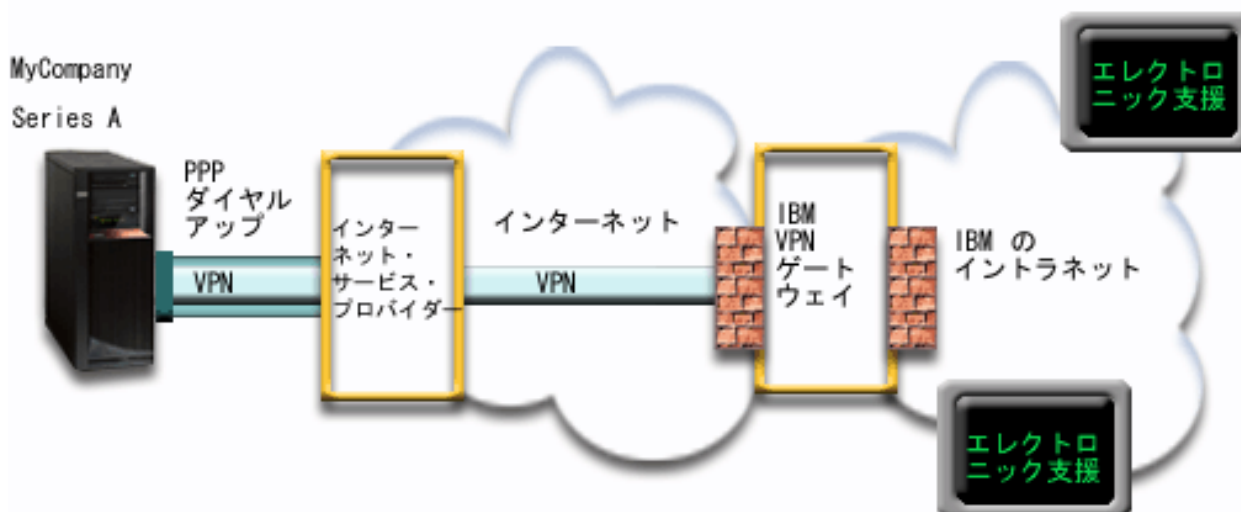 MyCompany
Series A
PPP
ダイヤル
アップ
VPN
インター
ネット・
サービス・
プロバイダー
インターネット
VPN
IBM
VPN
ゲート
ウェイ
IBM の
イントラネット
エレクトロ
ニック支援
エレクトロ
ニック支援